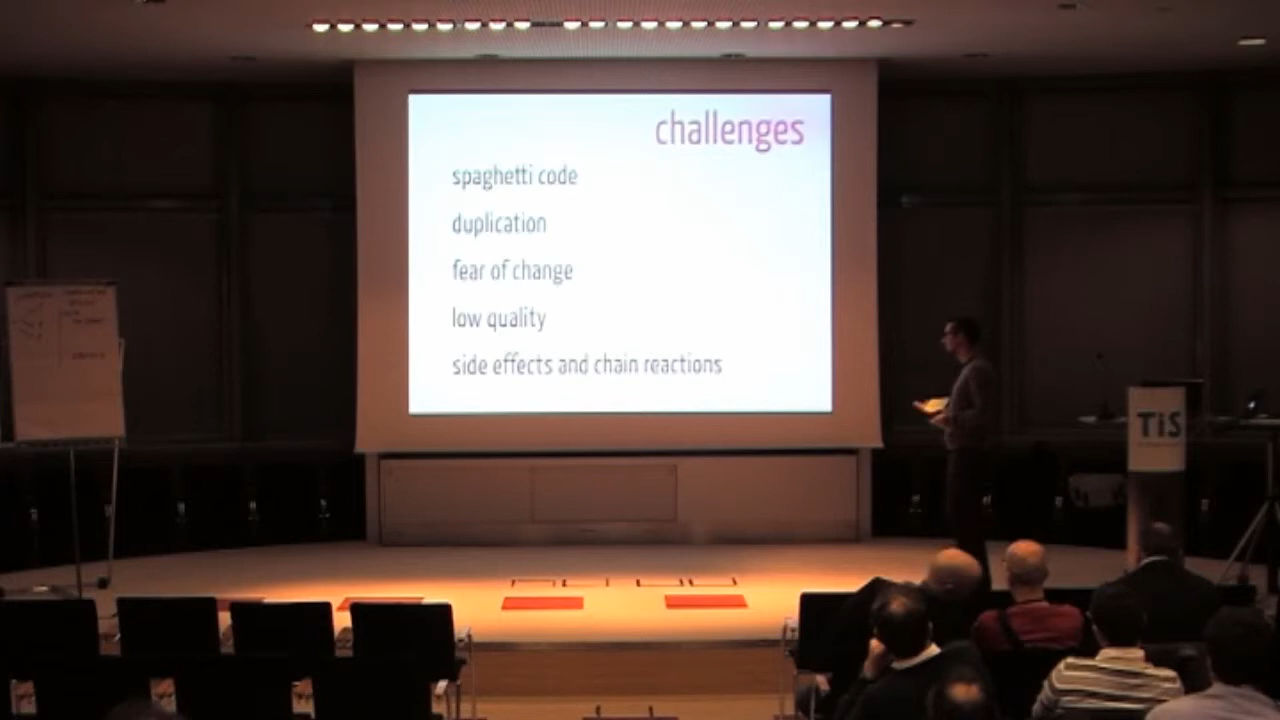 challenges
spaghetti code
duplication
fear of change
low quality
side effects and chain reactions
TiS